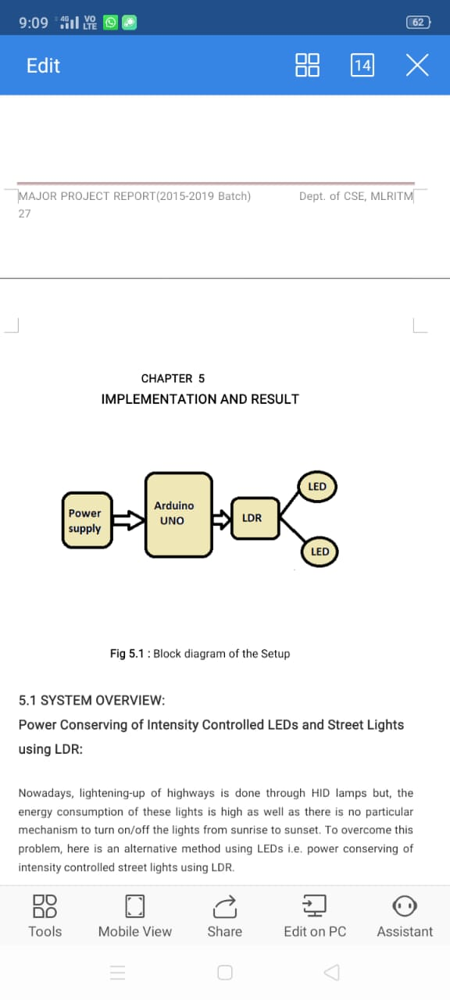 9:09 4G VO LTE 62
Edit 14
MAJOR PROJECT REPORT(2015-2019 Batch) Dept. of CSE, MLRITM
27
CHAPTER 5
IMPLEMENTATION AND RESULT
LED
Arduino
Power
UNO
LDR
supply
LED
Fig 5.1 : Block diagram of the Setup
5.1 SYSTEM OVERVIEW:
Power Conserving of Intensity Controlled LEDs and Street Lights
using LDR:
Nowadays, lightening-up of highways is done through HID lamps but, the
energy consumption of these lights is high as well as there is no particular
mechanism to turn on/off the lights from sunrise to sunset. To overcome this
problem, here is an alternative method using LEDs i.e. power conserving of
intensity controlled street lights using LDR.
Tools Mobile View Share Edit on PC Assistant